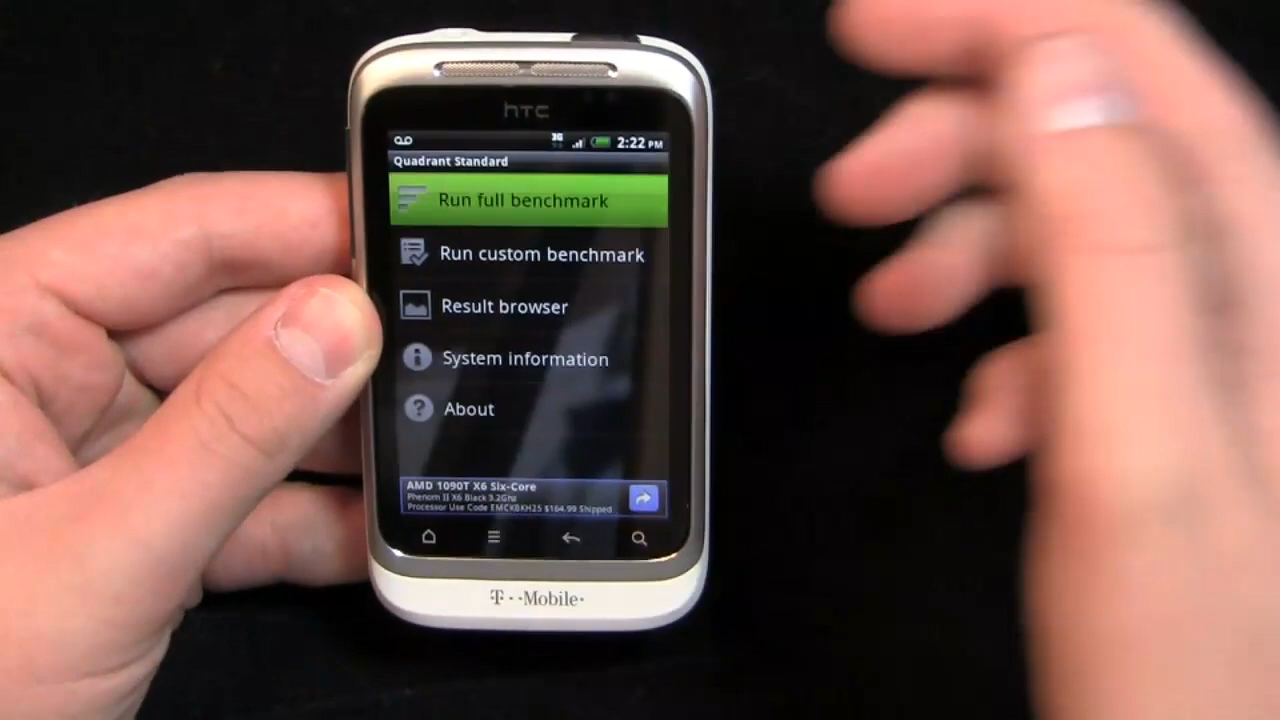 hTC
3G 2:22 PM
Quadrant Standard
Run full benchmark
Run custom benchmark
Result browser
System information
About
AMD 1090T X6 Six-Core
Phenom II X6 Black 3.2Ghz
Processor Use Code EMCKBKH25 $164.99 Shipped
T··Mobile·